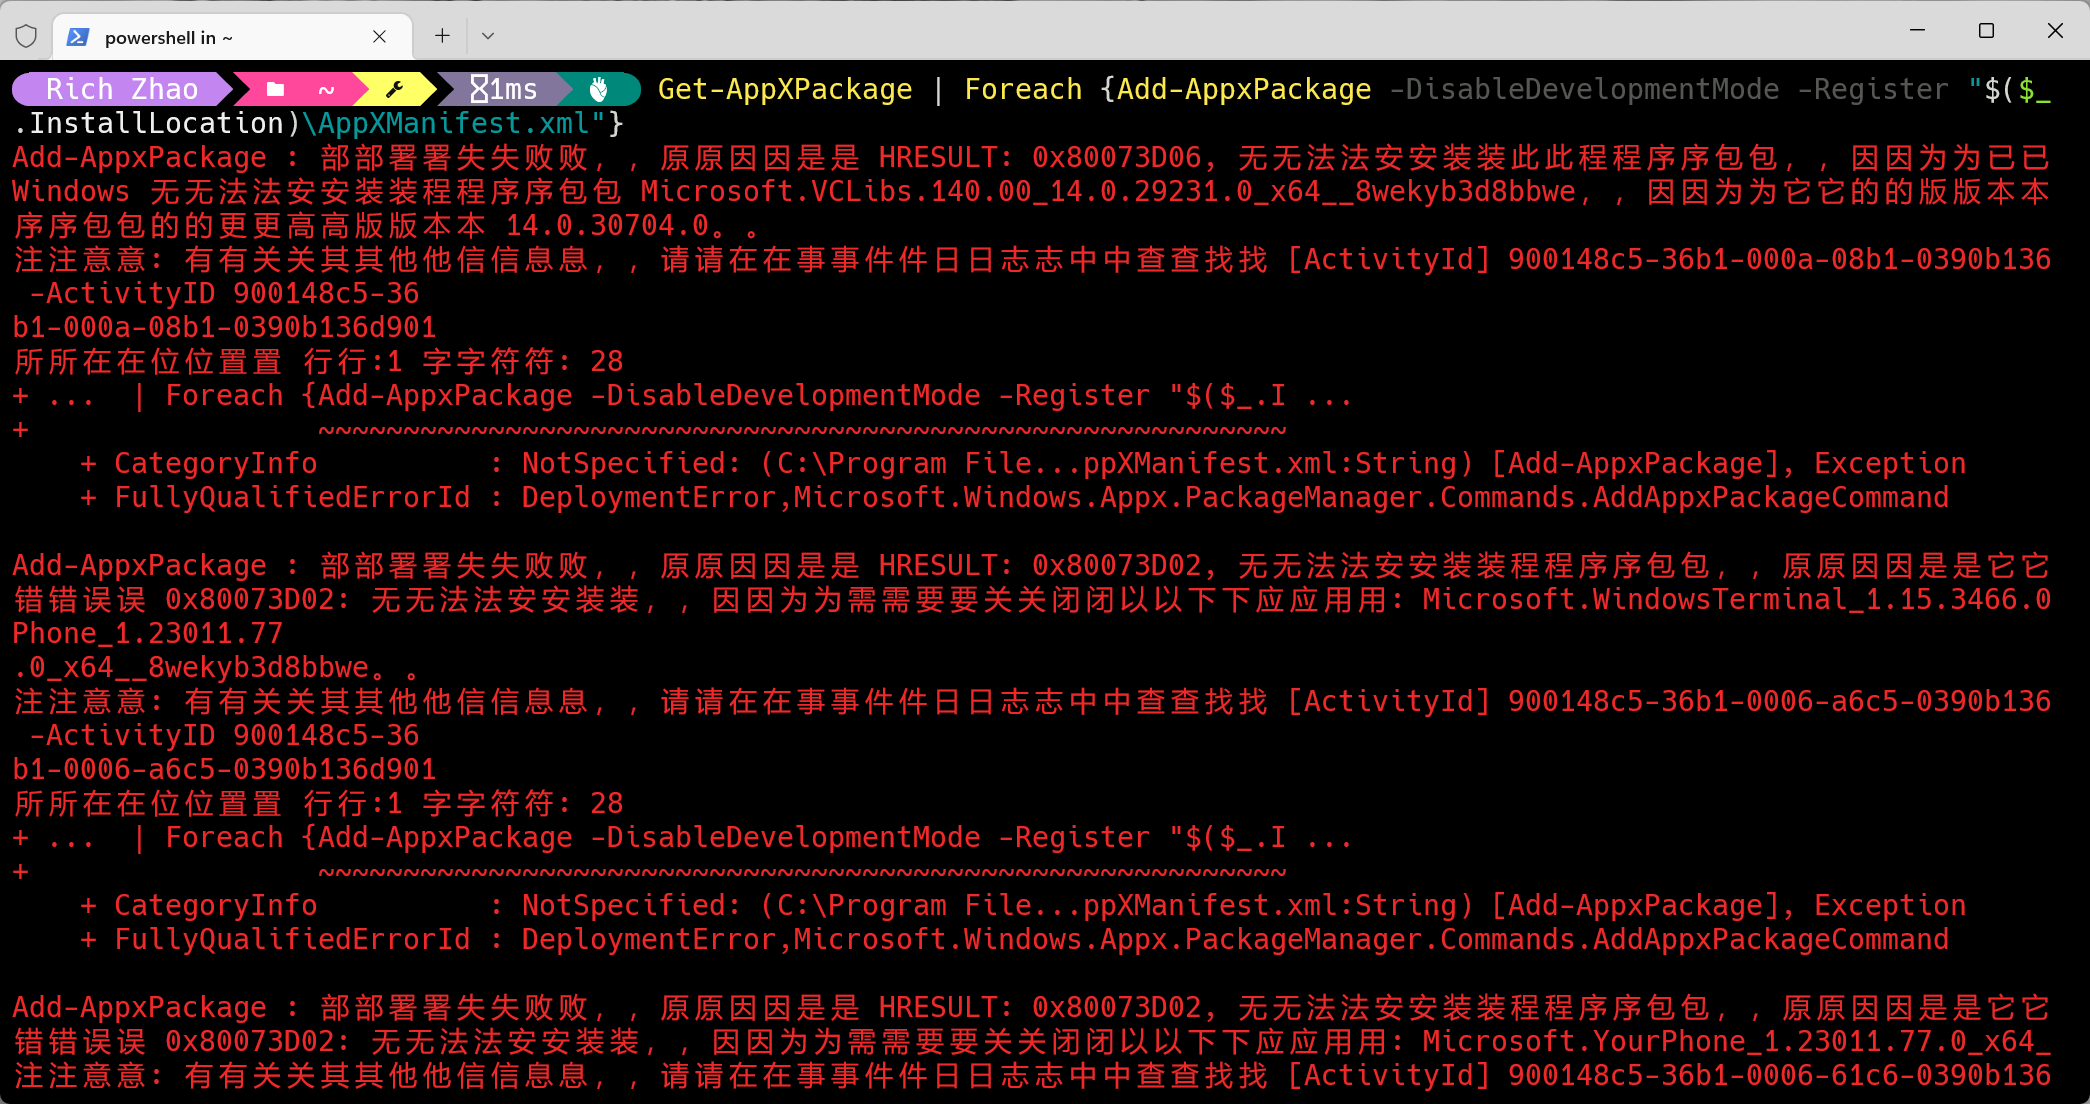 powershell in ~
Rich Zhao ~ 1ms Get-AppXPackage | Foreach {Add-AppxPackage -DisableDevelopmentMode -Register "$($_
.InstallLocation)\AppXManifest.xml"}
Add-AppxPackage : 部部署署失失败败，，原原因因是是 HRESULT: 0x80073D06, 无无法法安安装装此此程程序序包包，，因因为为已已
Windows 无无法法安安装装程程序序包包 Microsoft.VCLibs.140.00_14.0.29231.0_x64__8wekyb3d8bbwe，，因因为为它它的的版版本本
序序包包的的更更高高版版本本 14.0.30704.0。。
注注意意: 有有关关其其他他信信息息，，请请在在事事件件日日志志中中查查找找 [ActivityId] 900148c5-36b1-000a-08b1-0390b136
-ActivityID 900148c5-36
b1-000a-08b1-0390b136d901
所所在在位位置置 行行:1 字字符符: 28
+ ...  | Foreach {Add-AppxPackage -DisableDevelopmentMode -Register "$($_.I ...
+                 ~~~~~~~~~~~~~~~~~~~~~~~~~~~~~~~~~~~~~~~~~~~~~~~~~~~~~~~~~
    + CategoryInfo          : NotSpecified: (C:\Program File...ppXManifest.xml:String) [Add-AppxPackage], Exception
    + FullyQualifiedErrorId : DeploymentError,Microsoft.Windows.Appx.PackageManager.Commands.AddAppxPackageCommand
Add-AppxPackage : 部部署署失失败败，，原原因因是是 HRESULT: 0x80073D02, 无无法法安安装装程程序序包包，，原原因因是是它它
错错误误 0x80073D02: 无无法法安安装装，，因因为为需需要要关关闭闭以以下下应应用用: Microsoft.WindowsTerminal_1.15.3466.0
Phone_1.23011.77
.0_x64__8wekyb3d8bbwe。。
注注意意: 有有关关其其他他信信息息，，请请在在事事件件日日志志中中查查找找 [ActivityId] 900148c5-36b1-0006-a6c5-0390b136
-ActivityID 900148c5-36
b1-0006-a6c5-0390b136d901
所所在在位位置置 行行:1 字字符符: 28
+ ...  | Foreach {Add-AppxPackage -DisableDevelopmentMode -Register "$($_.I ...
+                 ~~~~~~~~~~~~~~~~~~~~~~~~~~~~~~~~~~~~~~~~~~~~~~~~~~~~~~~~~
    + CategoryInfo          : NotSpecified: (C:\Program File...ppXManifest.xml:String) [Add-AppxPackage], Exception
    + FullyQualifiedErrorId : DeploymentError,Microsoft.Windows.Appx.PackageManager.Commands.AddAppxPackageCommand
Add-AppxPackage : 部部署署失失败败，，原原因因是是 HRESULT: 0x80073D02, 无无法法安安装装程程序序包包，，原原因因是是它它
错错误误 0x80073D02: 无无法法安安装装，，因因为为需需要要关关闭闭以以下下应应用用: Microsoft.YourPhone_1.23011.77.0_x64_
注注意意: 有有关关其其他他信信息息，，请请在在事事件件日日志志中中查查找找 [ActivityId] 900148c5-36b1-0006-61c6-0390b136